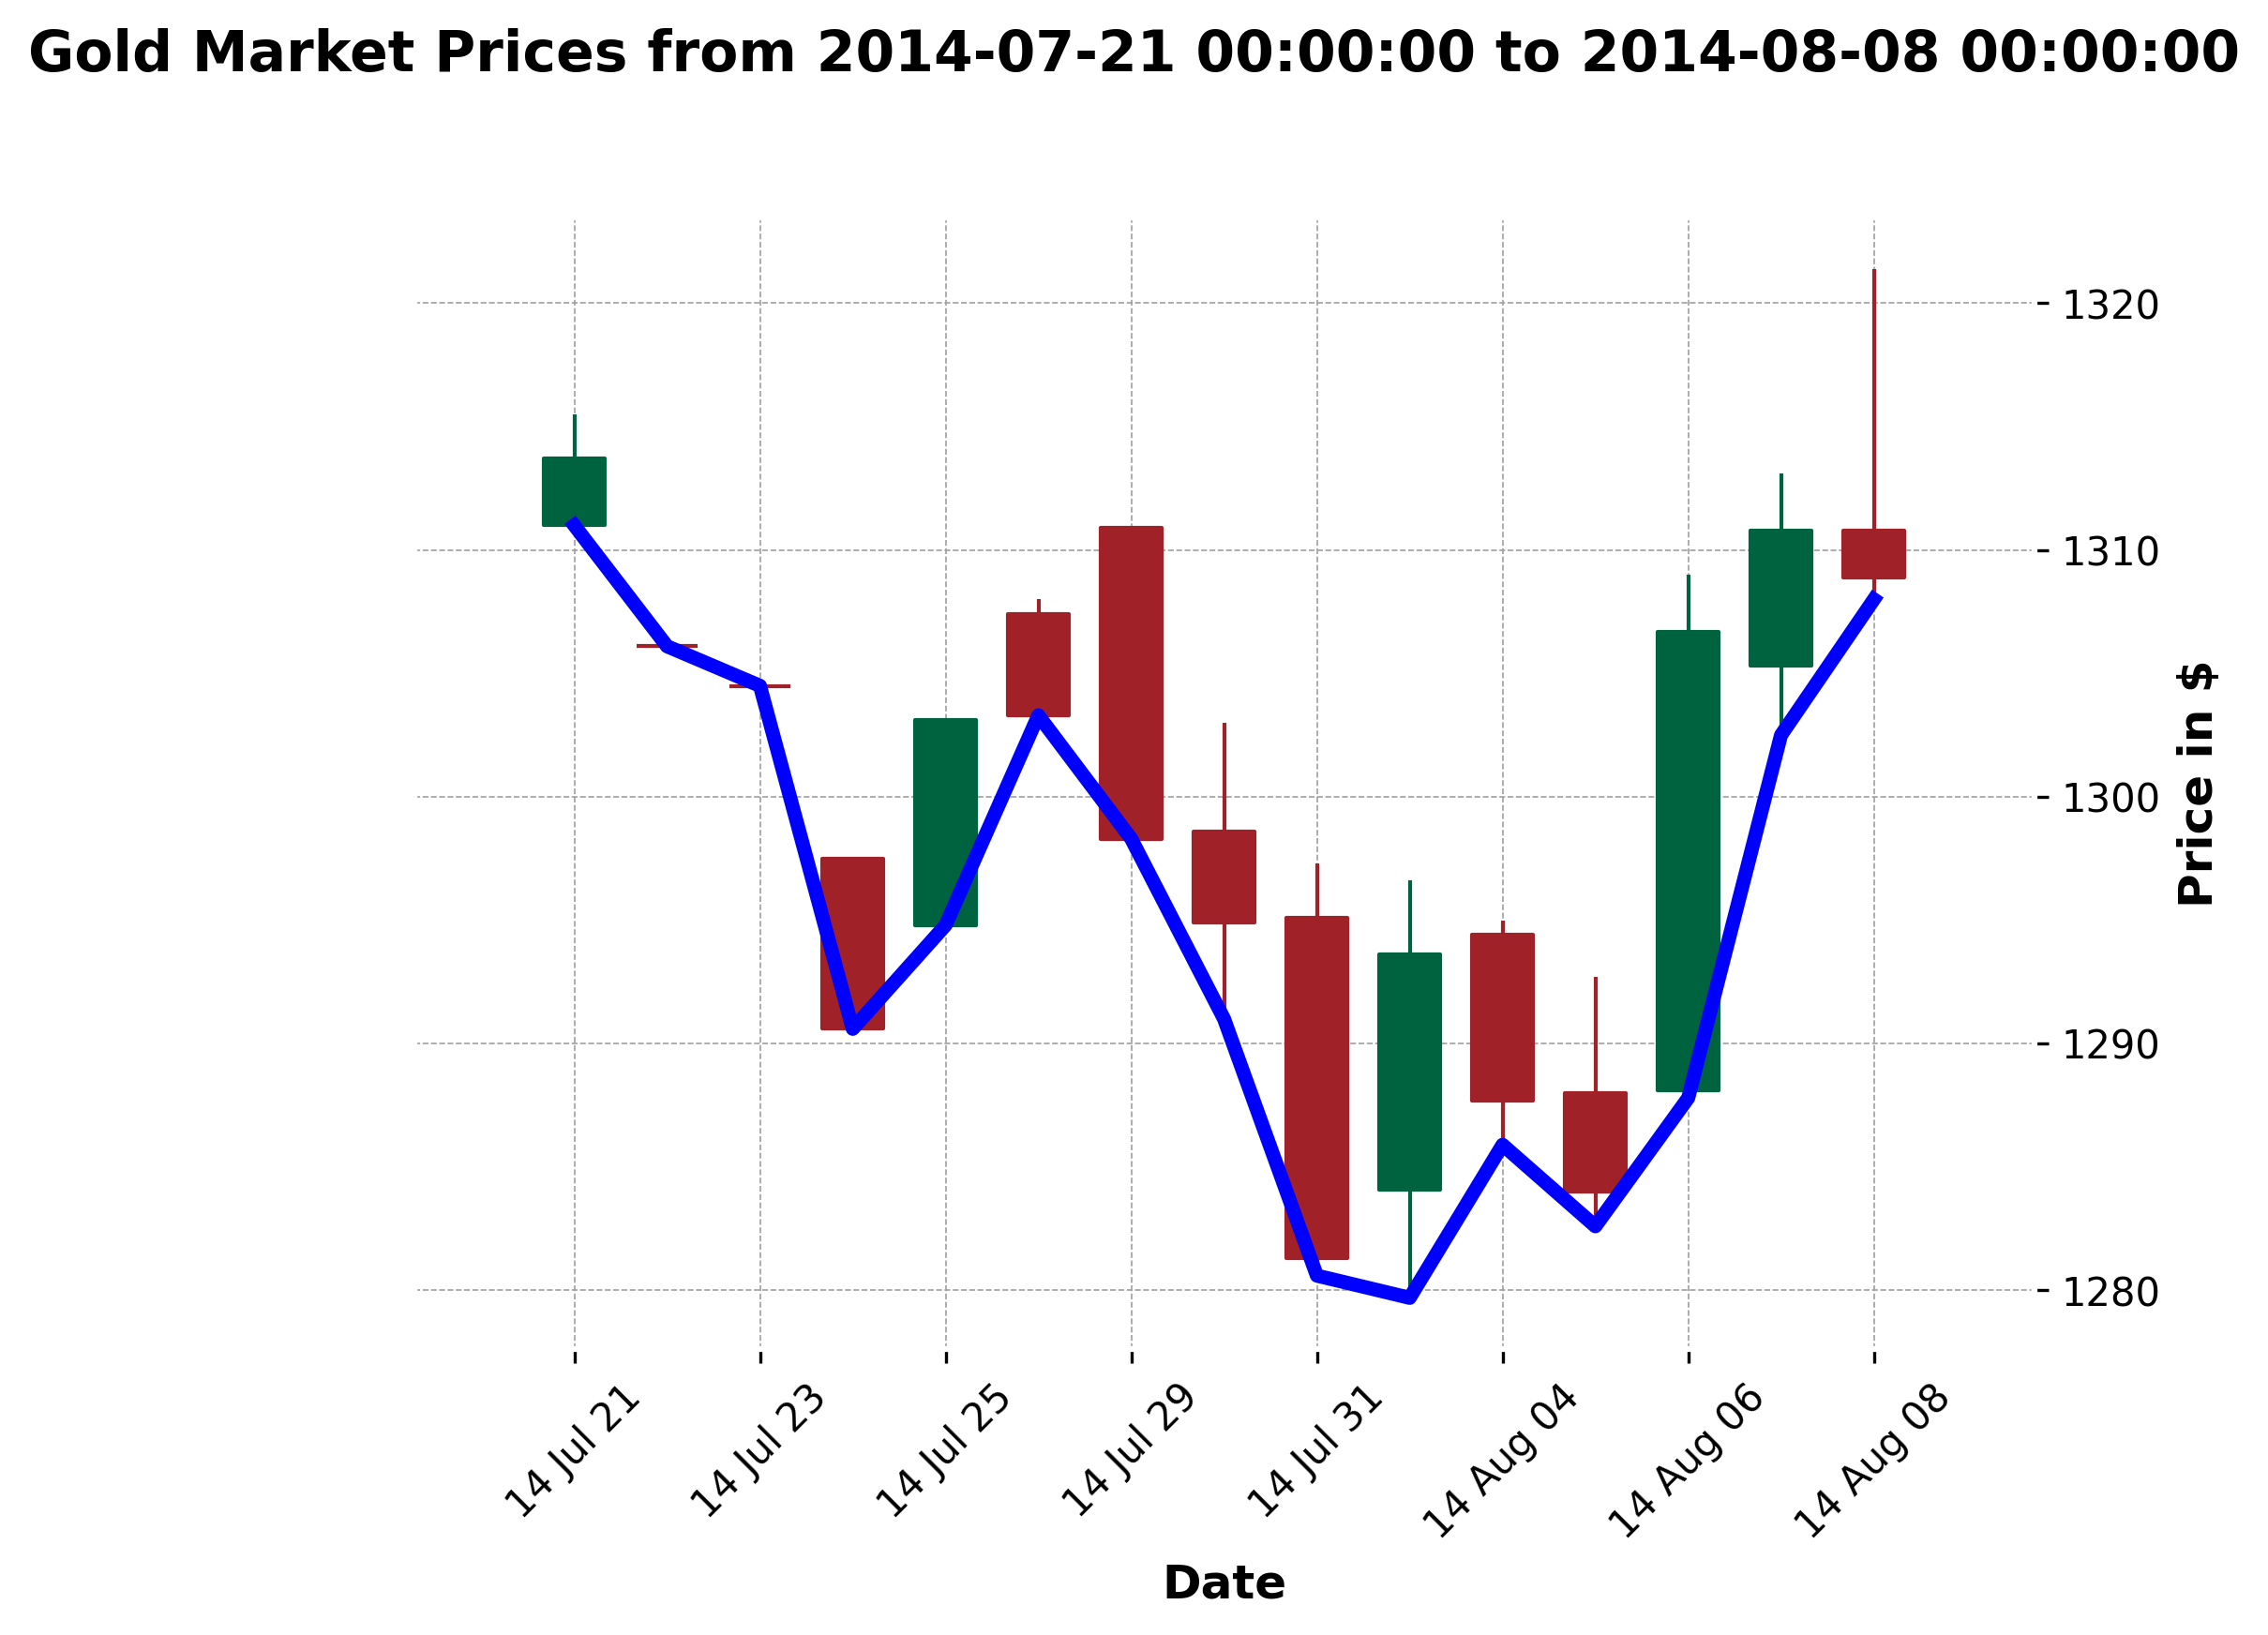 Gold Market Prices from 2014-07-21 00:00:00 to 2014-08-08 00:00:00
1320
1310
1300
1290
1280
Price in $
14 Jul 21
14 Jul 23
14 Jul 25
14 Jul 29
14 Jul 31
14 Aug 04
14 Aug 06
14 Aug 08
Date